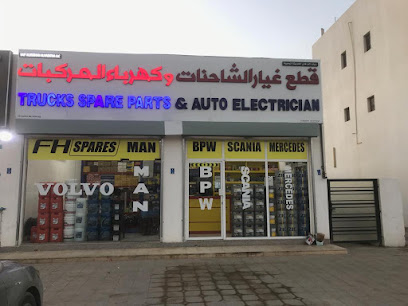 قطع غيار الشاحنات و كهرباء المركبات
TRUCKS SPARE PARTS & AUTO ELECTRICIAN
FH SPARES MAN
BPW SCANIA MERCEDES
VOLVO
MAN
BPW
SCANIA
MERCEDES